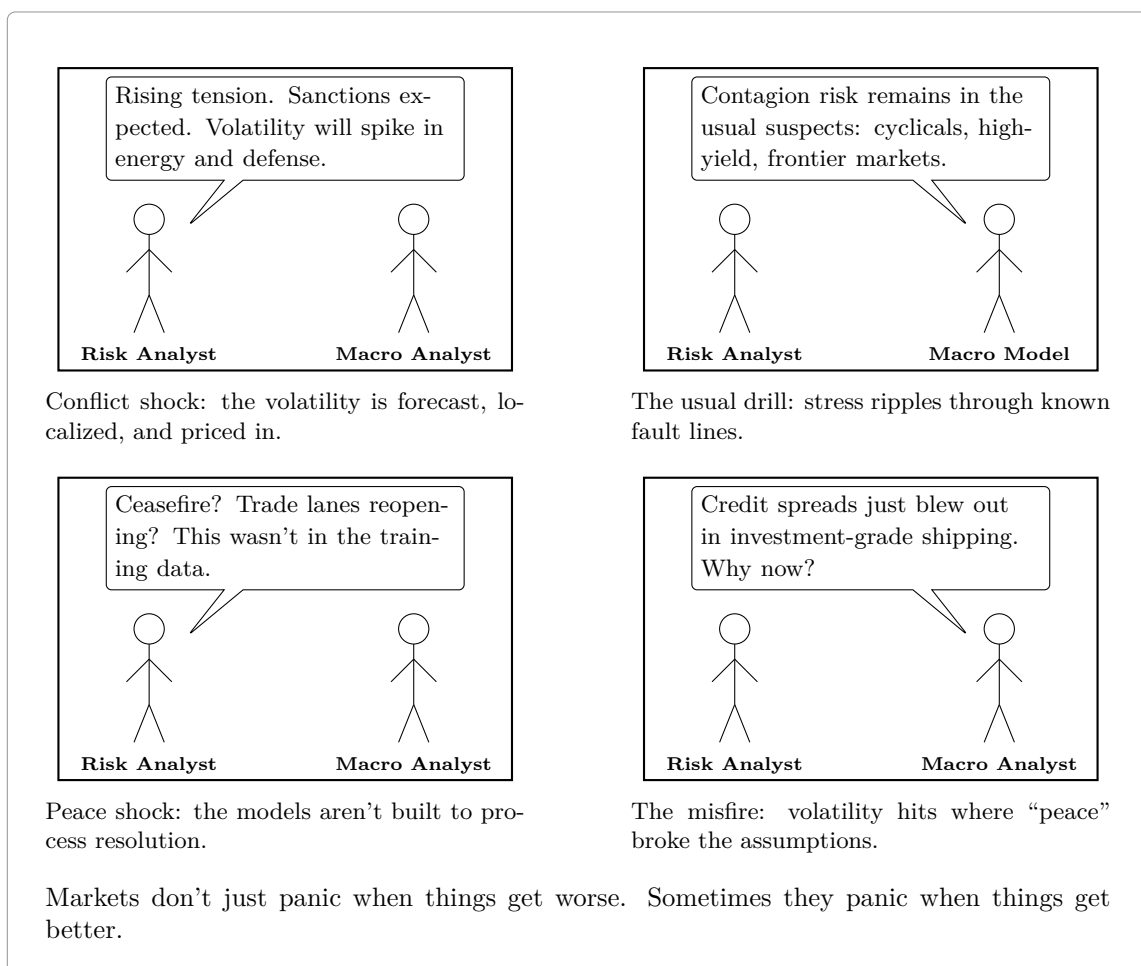 Rising tension. Sanctions ex-
pected. Volatility will spike in
energy and defense.
Risk Analyst
Macro Analyst
Conflict shock: the volatility is forecast, lo-
calized, and priced in.
Contagion risk remains in the
usual suspects: cyclicals, high-
yield, frontier markets.
Risk Analyst
Macro Model
The usual drill: stress ripples through known
fault lines.
Ceasefire? Trade lanes reopen-
ing? This wasn't in the train-
ing data.
Risk Analyst
Macro Analyst
Peace shock: the models aren't built to pro-
cess resolution.
Credit spreads just blew out
in investment-grade shipping.
Why now?
Risk Analyst
Macro Analyst
The misfire: volatility hits where “peace”
broke the assumptions.
Markets don't just panic when things get worse. Sometimes they panic when things get
better.